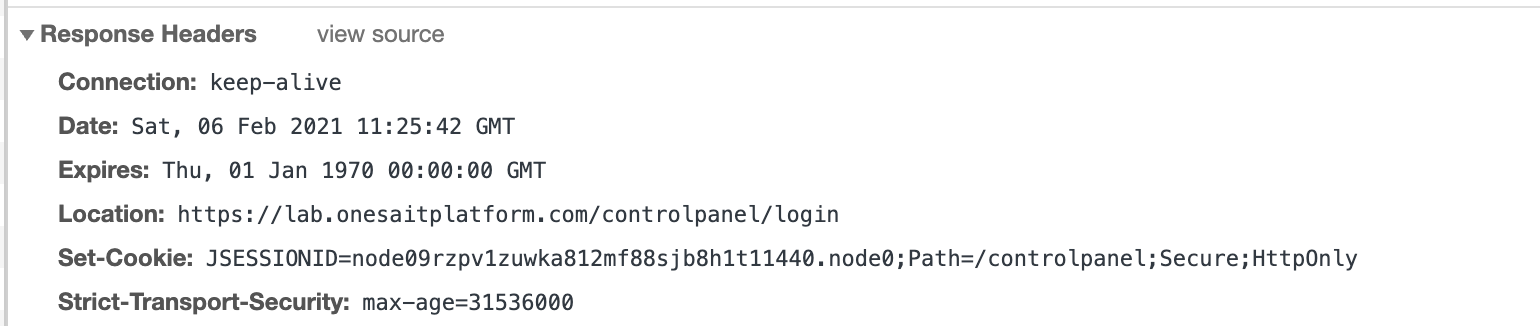 Response Headers view source
Connection: keep-alive
Date: Sat, 06 Feb 2021 11:25:42 GMT
Expires: Thu, 01 Jan 1970 00:00:00 GMT
Location: https://lab.onesaitplatform.com/controlpanel/login
Set-Cookie: JSESSIONID=node09rzpv1zuwka812mf88sjb8h1t11440.node0;Path=/controlpanel;Secure;HttpOnly
Strict-Transport-Security: max-age=31536000